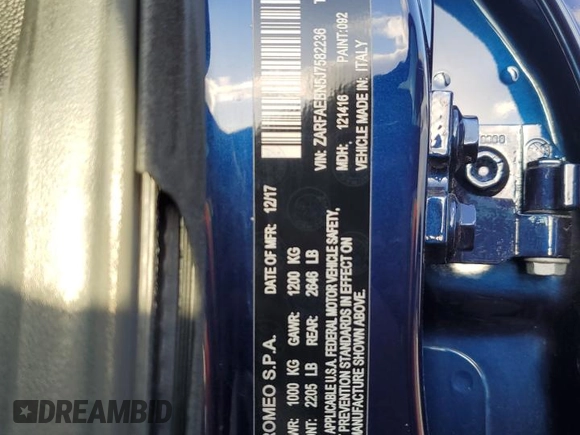 ROMEO S.P.A.
DATE OF MFR: 12/17
1000 KG GAWR: 1200 KG
2205 LB REAR: 2646 LB
APPLICABLE U.S.A. FEDERAL MOTOR VEHICLE SAFETY,
PREVENTION STANDARDS IN EFFECT ON
MANUFACTURE SHOWN ABOVE.
VIN: ZARFAEBN5J7582236
MDH: 121416 PAINT: 092
VEHICLE MADE IN: ITALY
DREAMBID